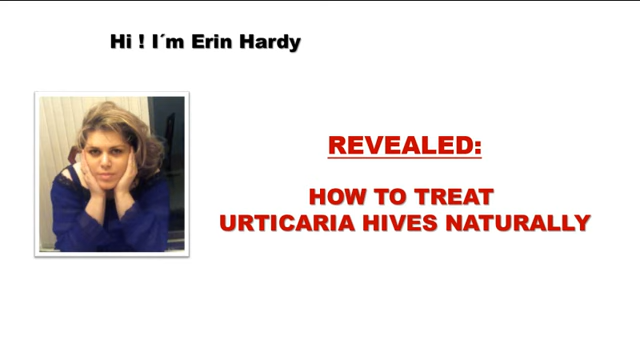 Hi ! I´m Erin Hardy
REVEALED:
HOW TO TREAT
URTICARIA HIVES NATURALLY